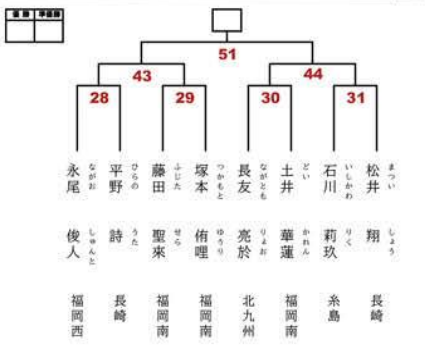 優勝 準優勝
51
43 44
28 29 30 31
永尾 俊人 ながお しゅんと 福岡西
平野 詩 ひらの うた 長崎
藤田 聖來 ふじた せら 福岡南
塚本 侑哩 つかもと ゆうり 福岡南
長友 亮於 ながとも りょお 北九州
土井 華蓮 どい かれん 福岡南
石川 莉玖 いしかわ りく 糸島
松井 翔 まつい しょう 長崎